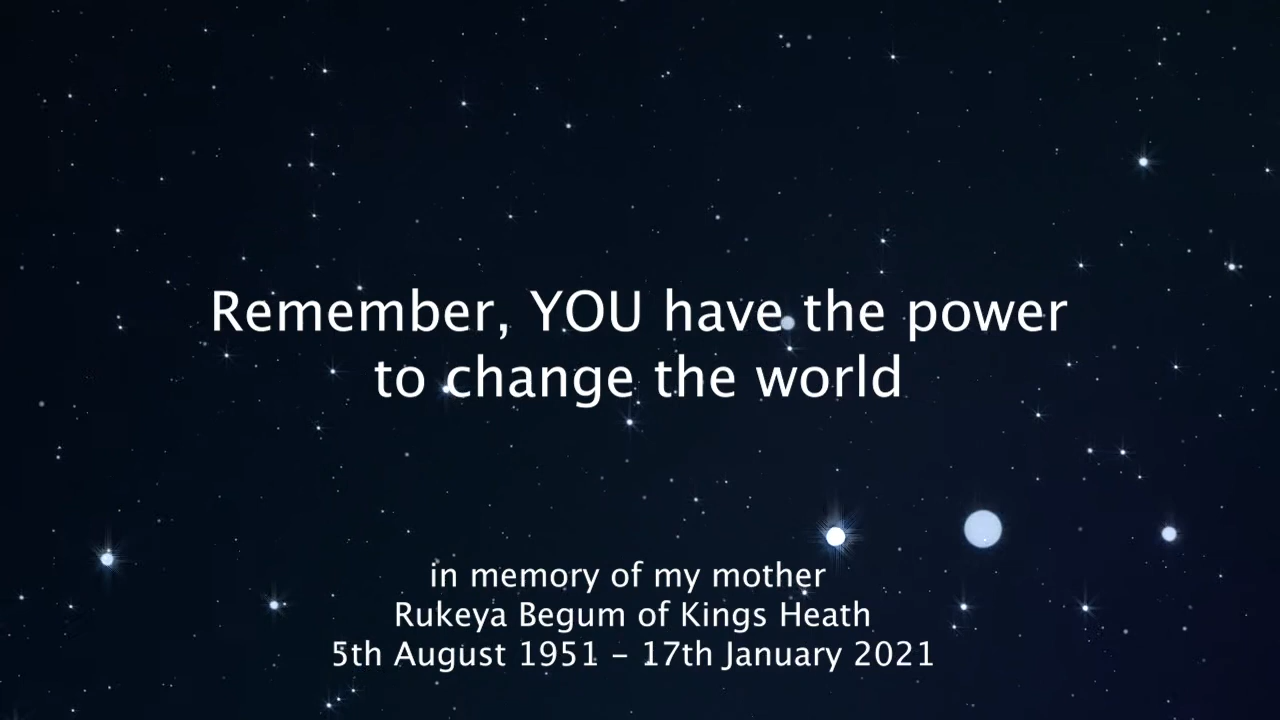 Remember, YOU have the power
to change the world
in memory of my mother
Rukeya Begum of Kings Heath
5th August 1951 – 17th January 2021